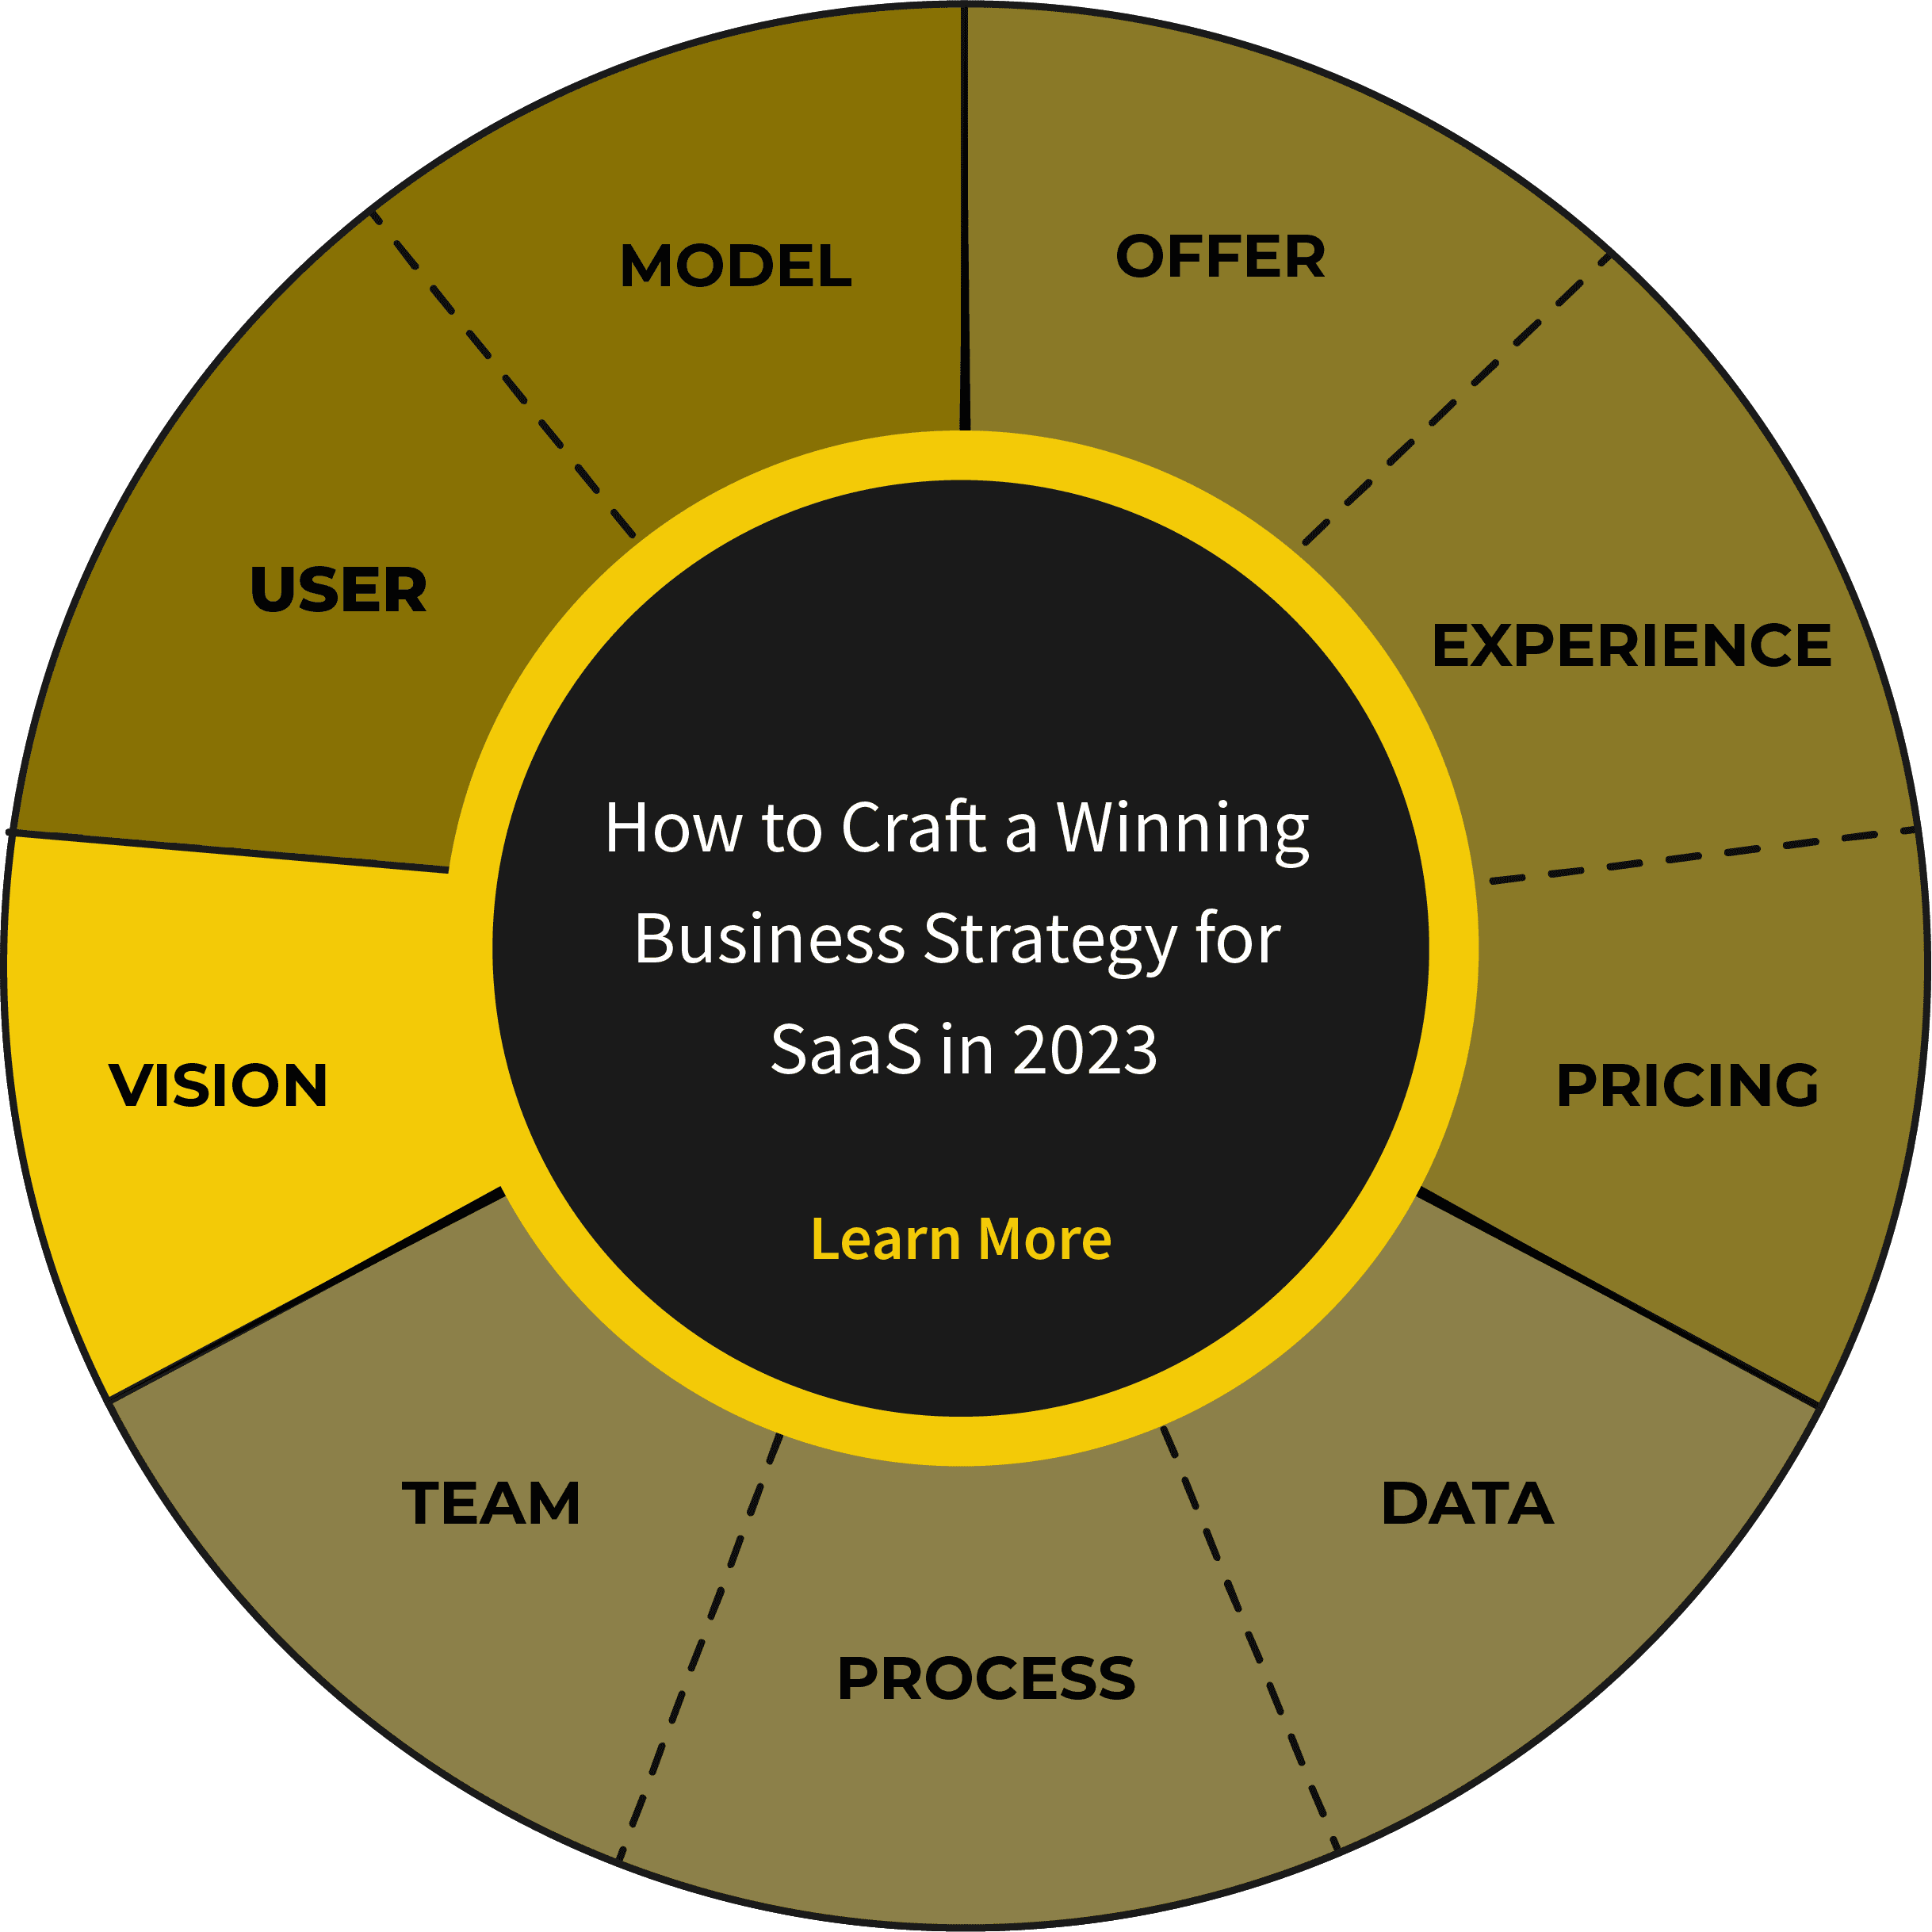 MODEL
OFFER
USER
EXPERIENCE
How to Craft a Winning
Business Strategy for
SaaS in 2023
VISION
PRICING
Learn More
TEAM
DATA
PROCESS